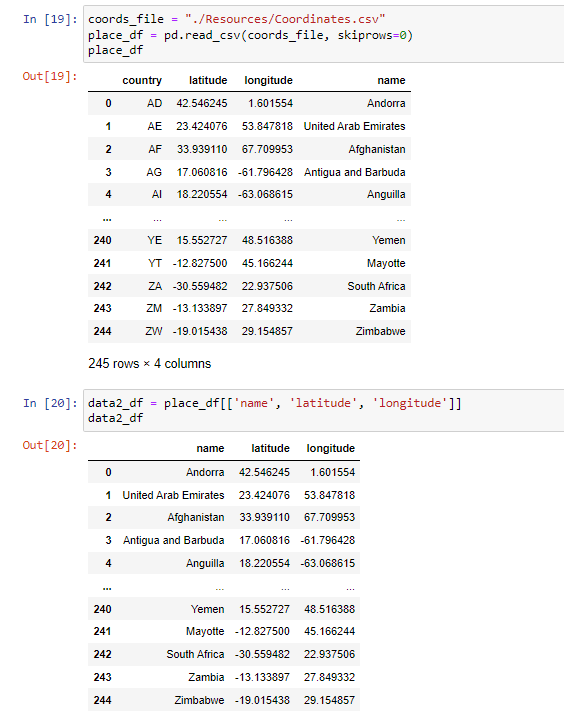 In [19]: coords_file = "./Resources/Coordinates.csv"
place_df = pd.read_csv(coords_file, skiprows=0)
place_df
Out[19]:
country latitude longitude name
0 AD 42.546245 1.601554 Andorra
1 AE 23.424076 53.847818 United Arab Emirates
2 AF 33.939110 67.709953 Afghanistan
3 AG 17.060816 -61.796428 Antigua and Barbuda
4 AI 18.220554 -63.068615 Anguilla
... ... ... ... ...
240 YE 15.552727 48.516388 Yemen
241 YT -12.827500 45.166244 Mayotte
242 ZA -30.559482 22.937506 South Africa
243 ZM -13.133897 27.849332 Zambia
244 ZW -19.015438 29.154857 Zimbabwe
245 rows × 4 columns
In [20]: data2_df = place_df[['name', 'latitude', 'longitude']]
data2_df
Out[20]:
name latitude longitude
0 Andorra 42.546245 1.601554
1 United Arab Emirates 23.424076 53.847818
2 Afghanistan 33.939110 67.709953
3 Antigua and Barbuda 17.060816 -61.796428
4 Anguilla 18.220554 -63.068615
... ... ... ...
240 Yemen 15.552727 48.516388
241 Mayotte -12.827500 45.166244
242 South Africa -30.559482 22.937506
243 Zambia -13.133897 27.849332
244 Zimbabwe -19.015438 29.154857